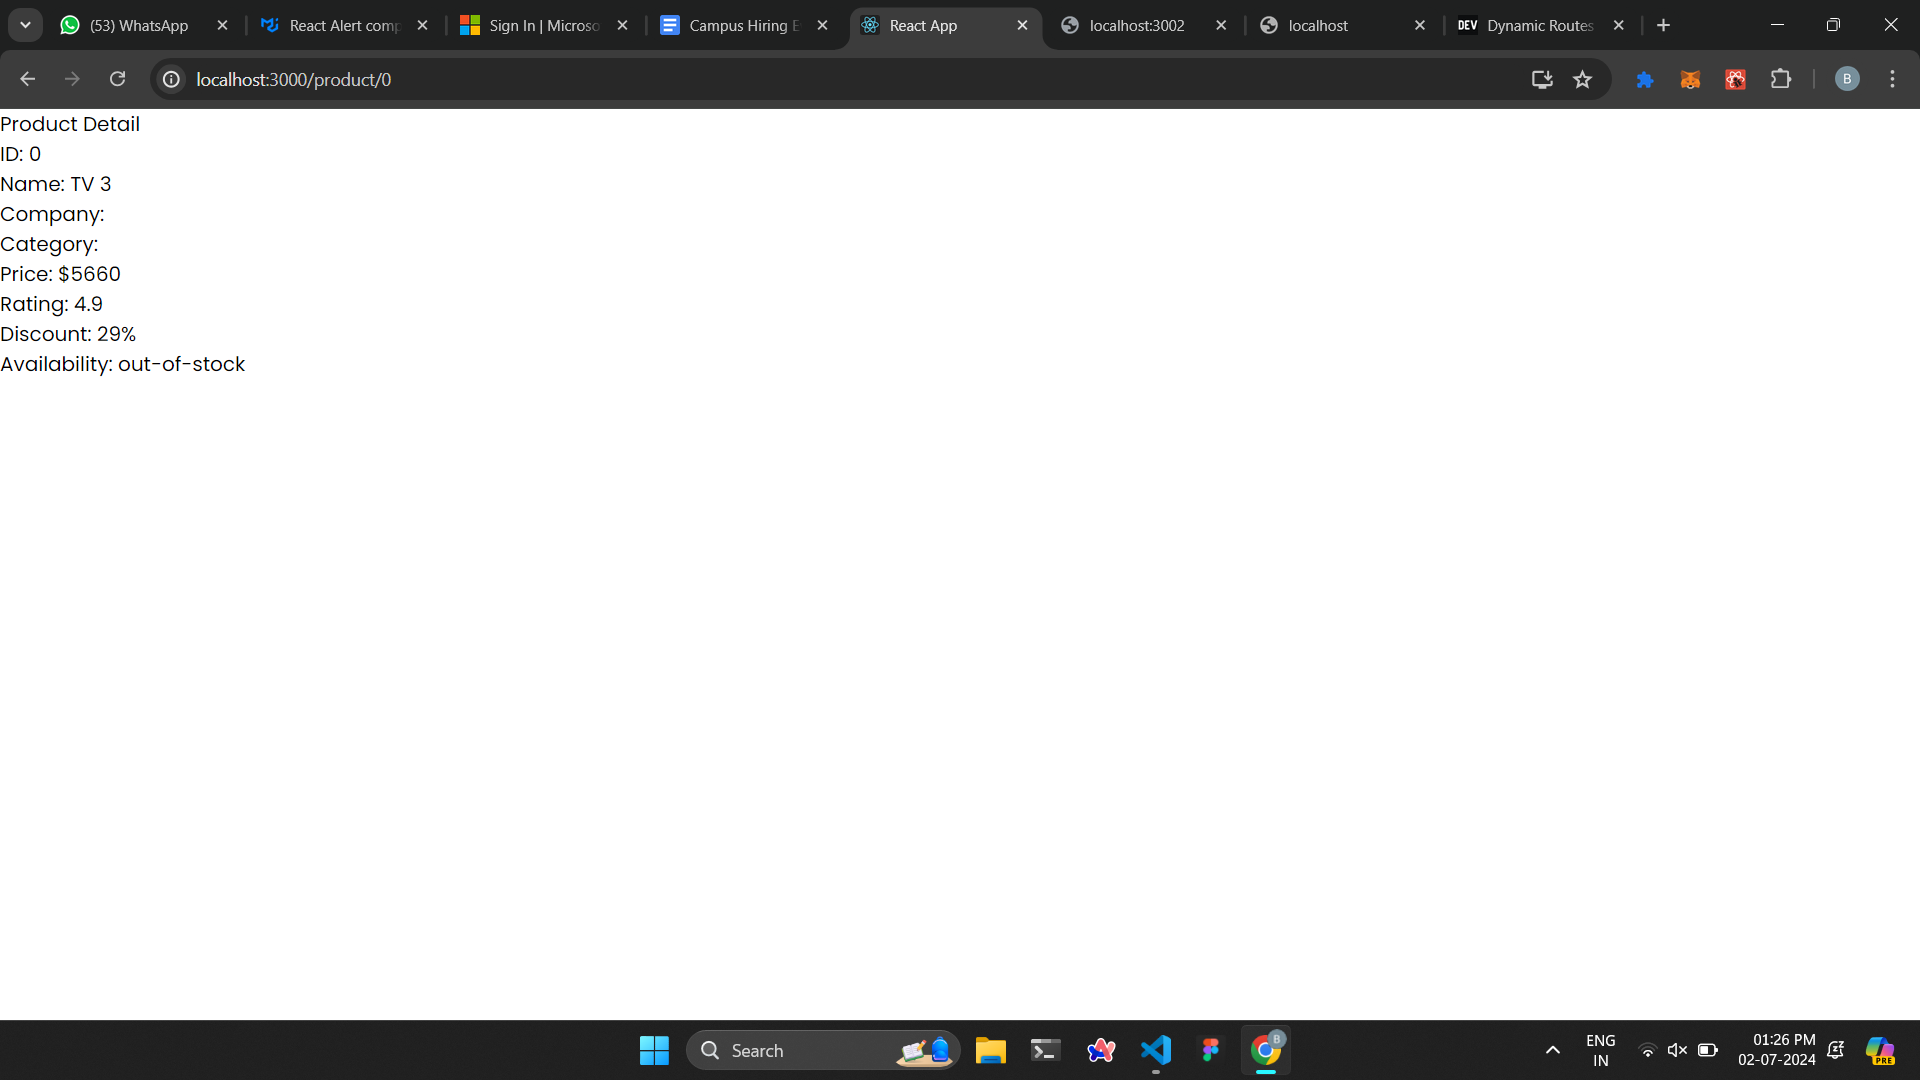 (53) WhatsApp
React Alert comp
Sign In | Microso
Campus Hiring E
React App
localhost:3002
localhost
DEV
Dynamic Routes
localhost:3000/product/0
B
Product Detail
ID: 0
Name: TV 3
Company:
Category:
Price: $5660
Rating: 4.9
Discount: 29%
Availability: out-of-stock
Search
B
ENG
IN
01:26 PM
02-07-2024
PRE